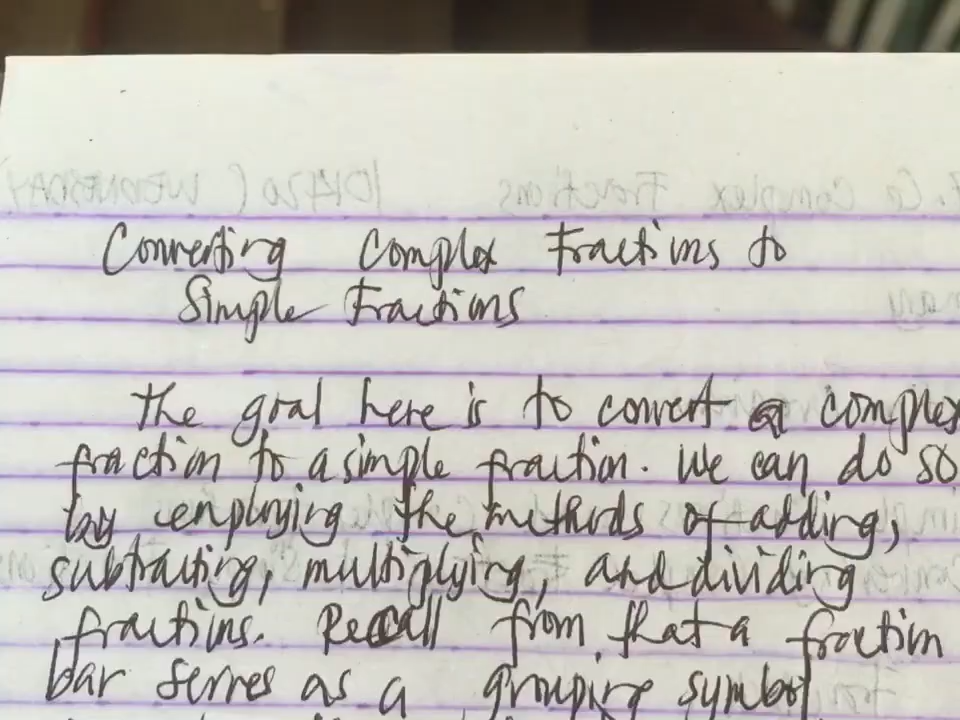 Converting Complex Fractions to
Simple Fractions
The goal here is to convert a complex
fraction to a simple fraction. We can do so
by employing the methods of adding,
subtracting, multiplying, and dividing
fractions. Recall from that a fraction
bar serves as a grouping symbol